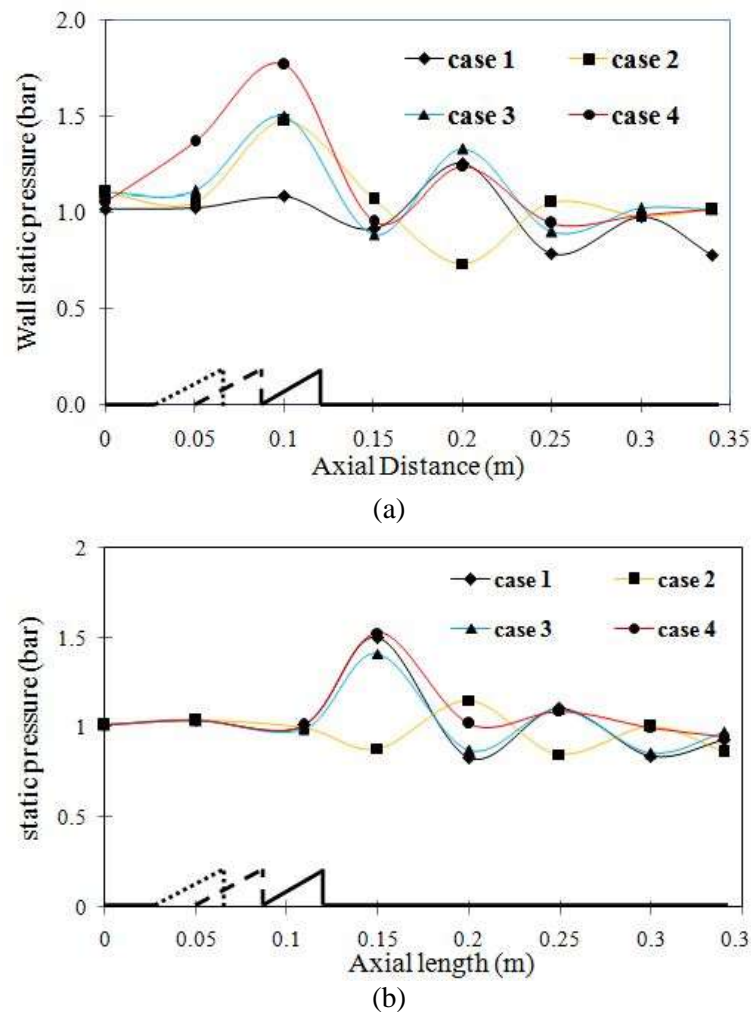 2.0
case 1
case 2
case 3
case 4
1.5
1.0
0.5
0.0
Wall static pressure (bar)
0 0.05 0.1 0.15 0.2 0.25 0.3 0.35
Axial Distance (m)
(a)
2
case 1
case 2
case 3
case 4
1.5
1
0.5
0
static pressure (bar)
0 0.05 0.1 0.15 0.2 0.25 0.3 0.3
Axial length (m)
(b)